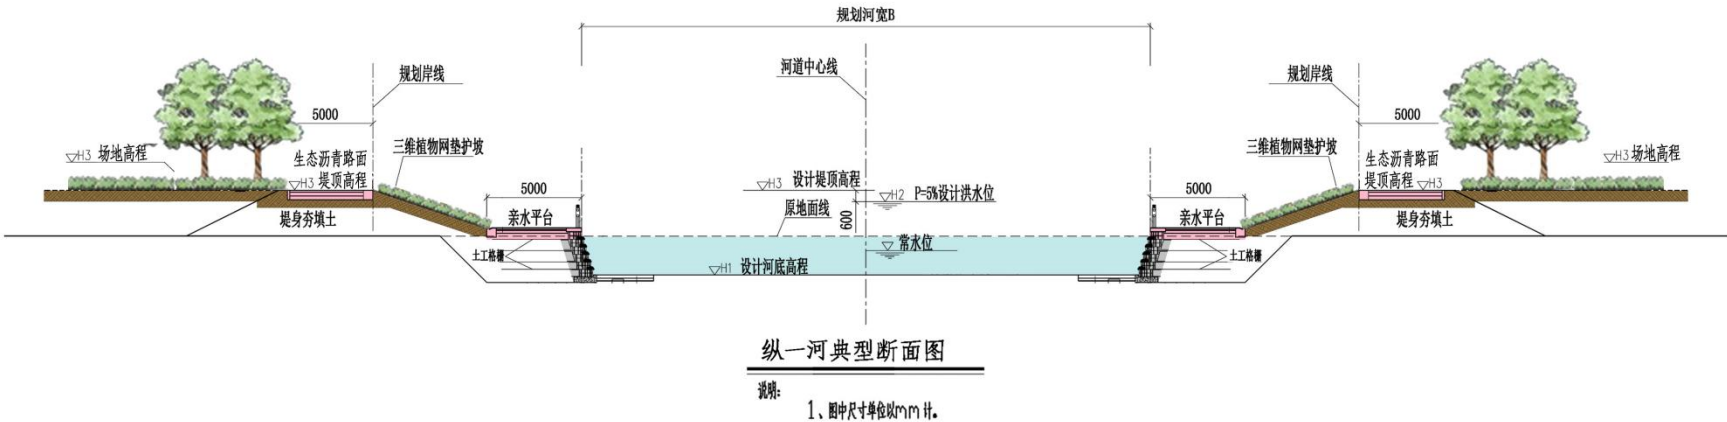 规划河宽B
规划岸线
河道中心线
规划岸线
5000
5000
▽H3 场地高程
生态沥青路面
▽H3 堤顶高程
三维植物网垫护坡
5000
▽H3 设计堤顶高程
▽H2 P=5%设计洪水位
600
原地面线
5000
三维植物网垫护坡
生态沥青路面
堤顶高程 ▽H3
▽H3 场地高程
堤身夯填土
亲水平台
常水位
亲水平台
堤身夯填土
土工格栅
▽H1 设计河底高程
土工格栅
纵一河典型断面图
说明:
1、图中尺寸单位以mm计.